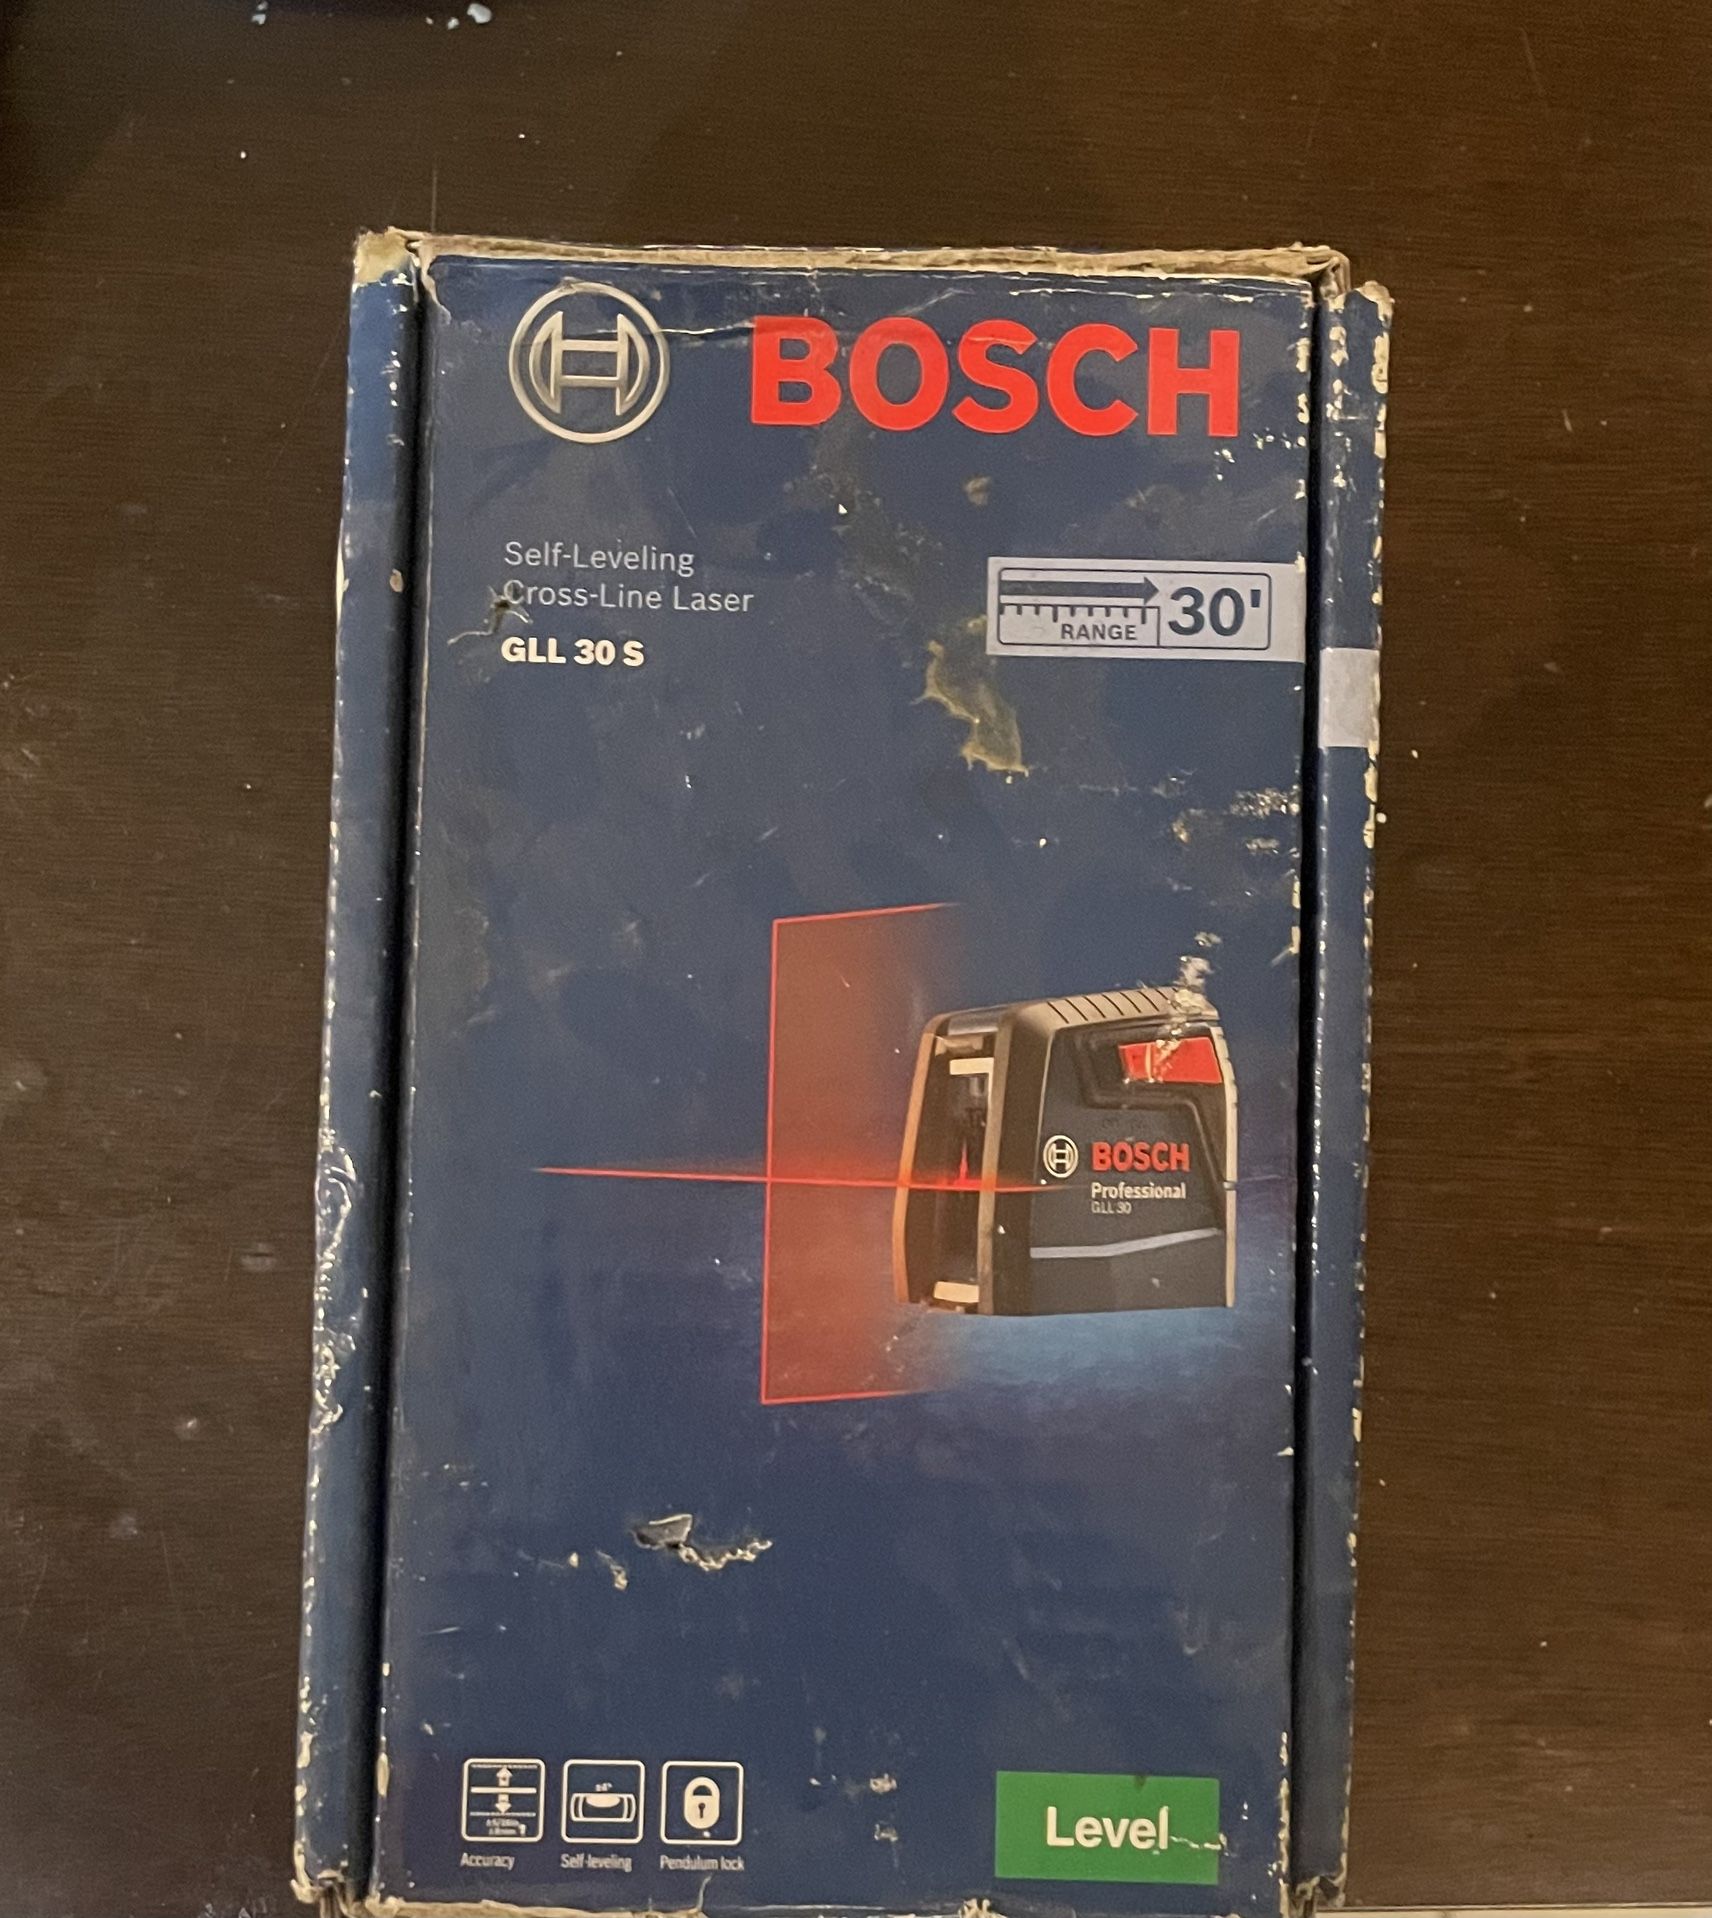 BOSCH
Self-Leveling
Cross-Line Laser
GLL 30 S
RANGE 30'
BOSCH
Professional
GLL 30
±4°
Accuracy
Self-leveling
Pendulum lock
Level